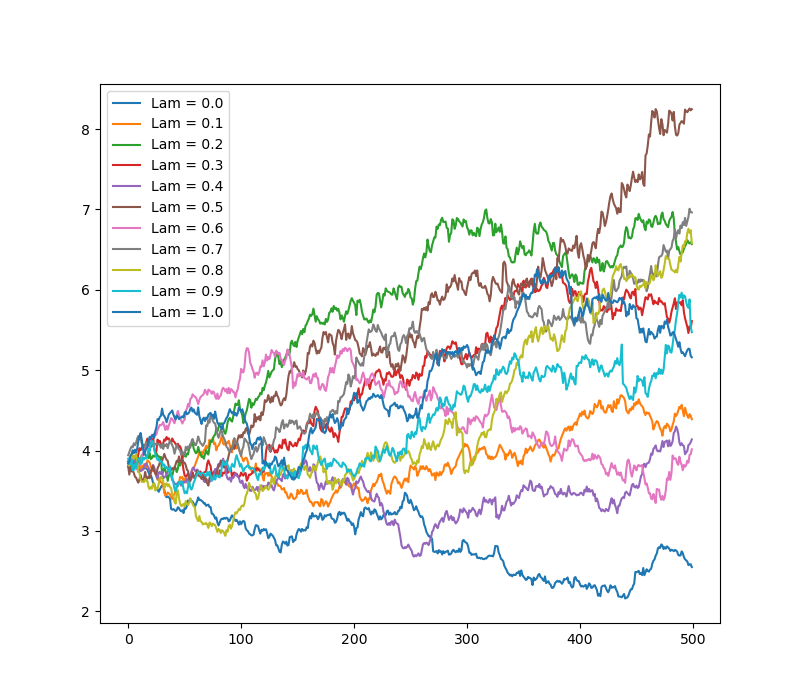 Lam = 0.0
Lam = 0.1
Lam = 0.2
Lam = 0.3
Lam = 0.4
Lam = 0.5
Lam = 0.6
Lam = 0.7
Lam = 0.8
Lam = 0.9
Lam = 1.0
8
7
6
5
4
3
2
0 100 200 300 400 500